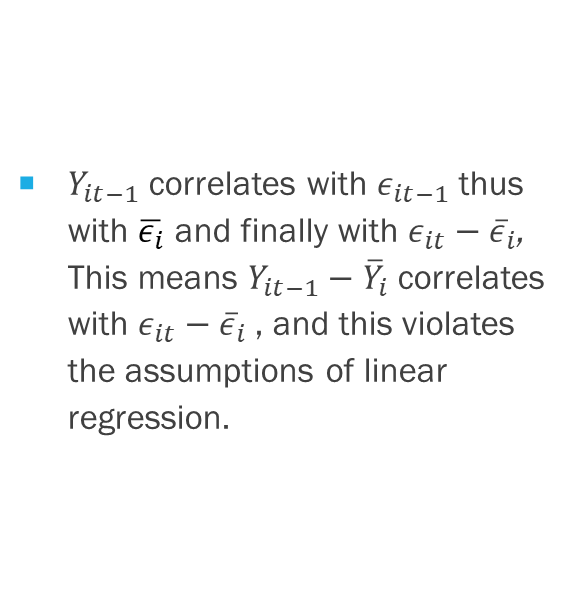 ▪ Y_{it−1} correlates with ϵ_{it−1} thus
with ϵ̅_i and finally with ϵ_{it} − ϵ̅_i,
This means Y_{it−1} − Y̅_i correlates
with ϵ_{it} − ϵ̅_i , and this violates
the assumptions of linear
regression.